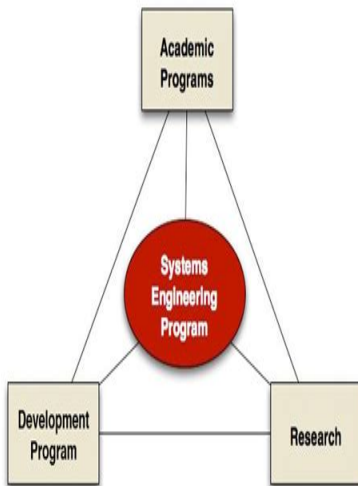 Academic
Programs
Systems
Engineering
Program
Development
Program
Research